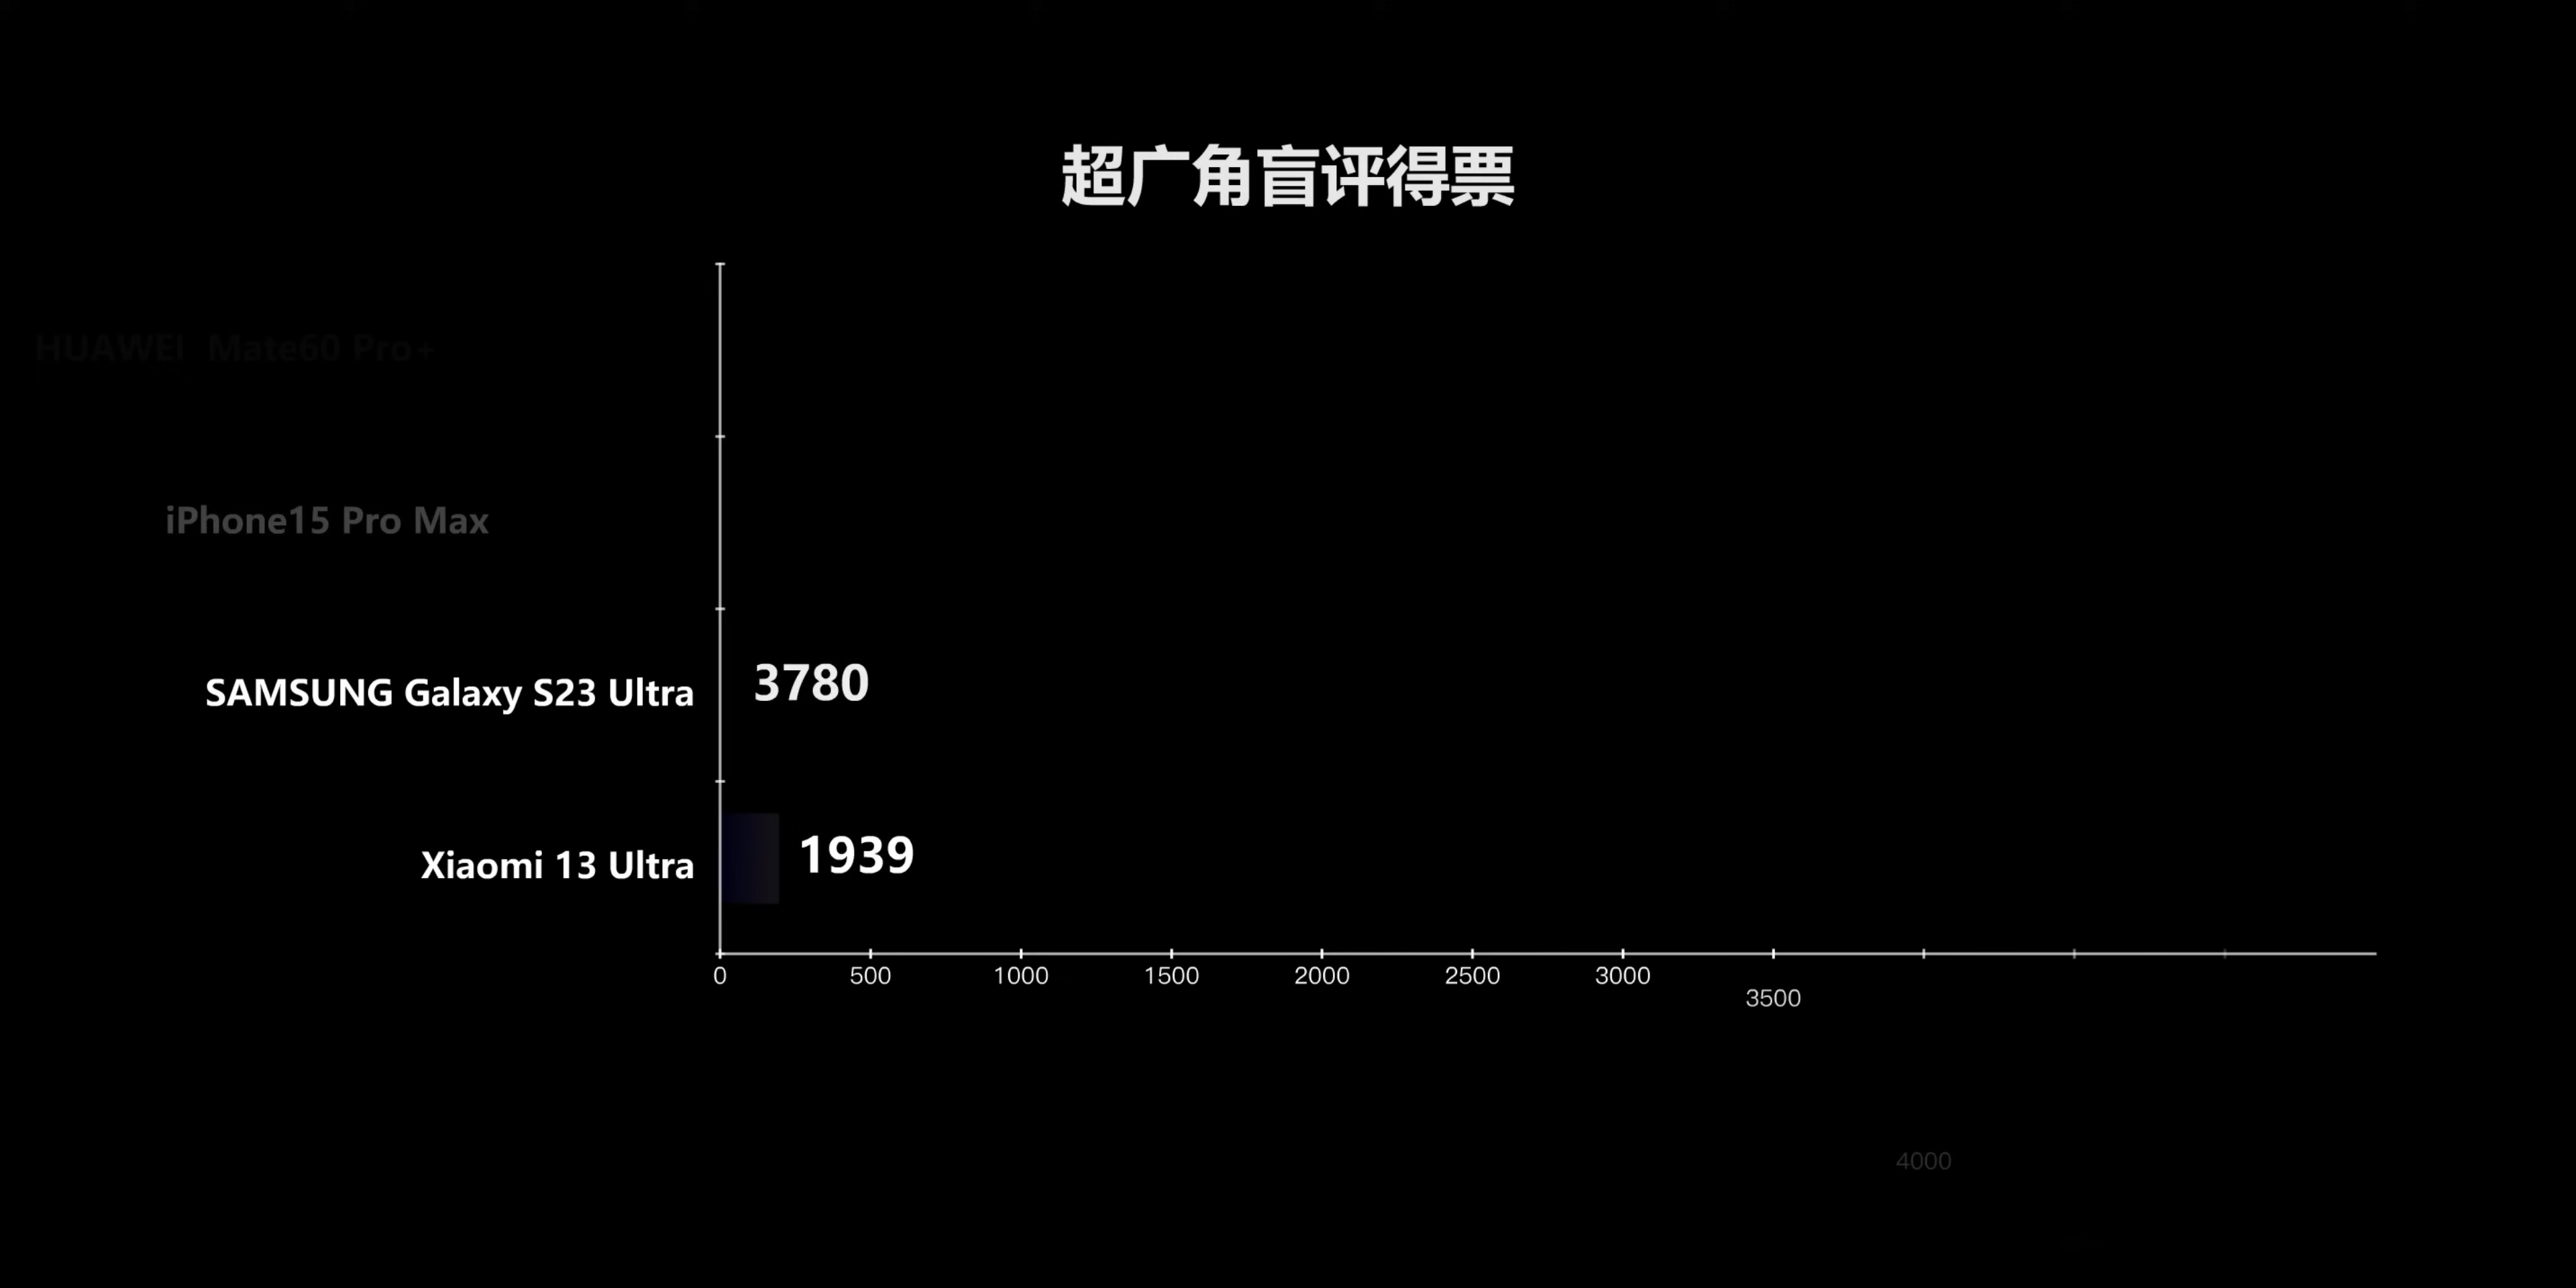 超广角盲评得票
HUAWEI  Mate60 Pro+
iPhone15 Pro Max
SAMSUNG Galaxy S23 Ultra
3780
Xiaomi 13 Ultra
1939
0
500
1000
1500
2000
2500
3000
3500
4000